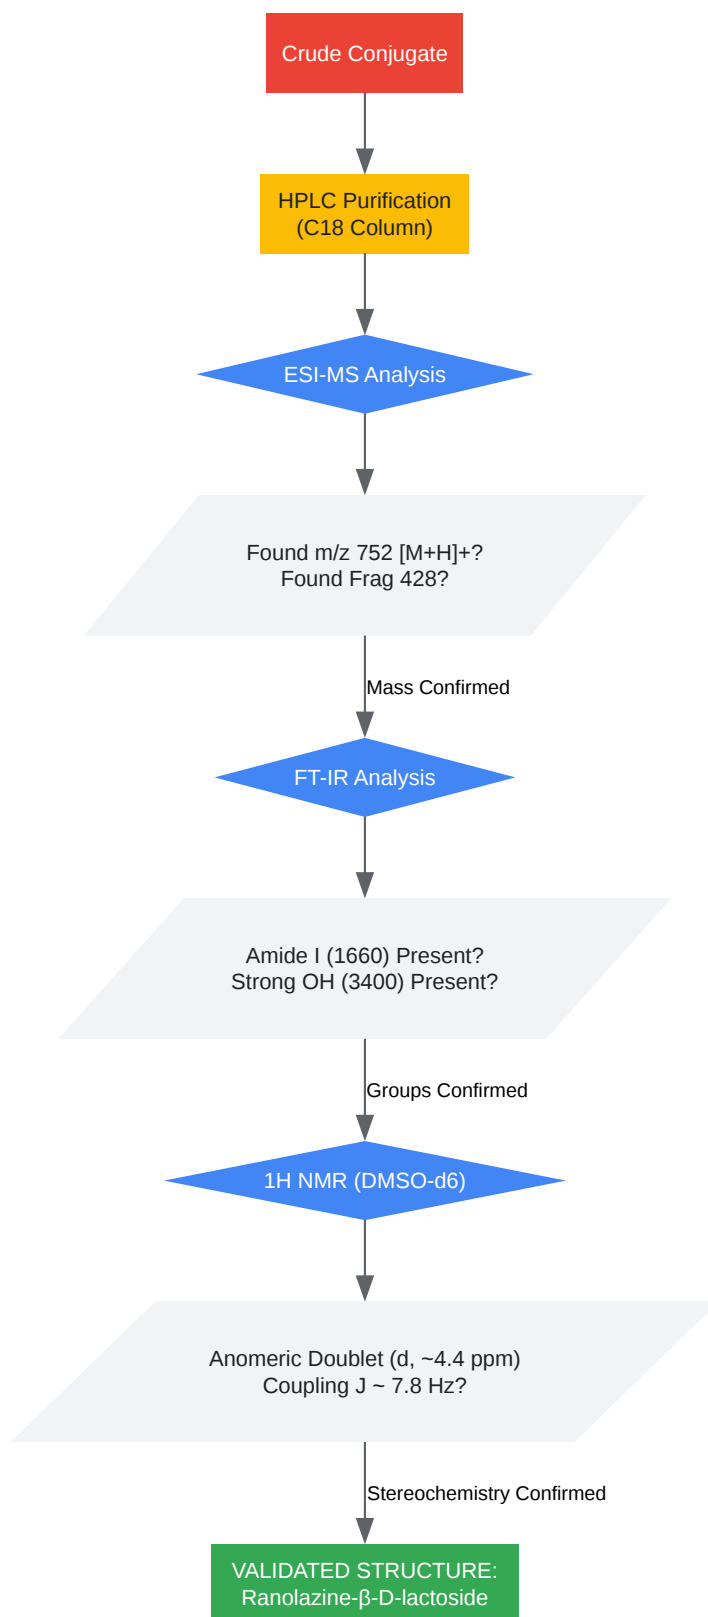 Crude Conjugate
HPLC Purification
(C18 Column)
ESI-MS Analysis
Found m/z 752 [M+H]+?
Found Frag 428?
Mass Confirmed
FT-IR Analysis
Amide I (1660) Present?
Strong OH (3400) Present?
Groups Confirmed
1H NMR (DMSO-d6)
Anomeric Doublet (d, ~4.4 ppm)
Coupling J ~ 7.8 Hz?
Stereochemistry Confirmed
VALIDATED STRUCTURE:
Ranolazine-β-D-lactoside